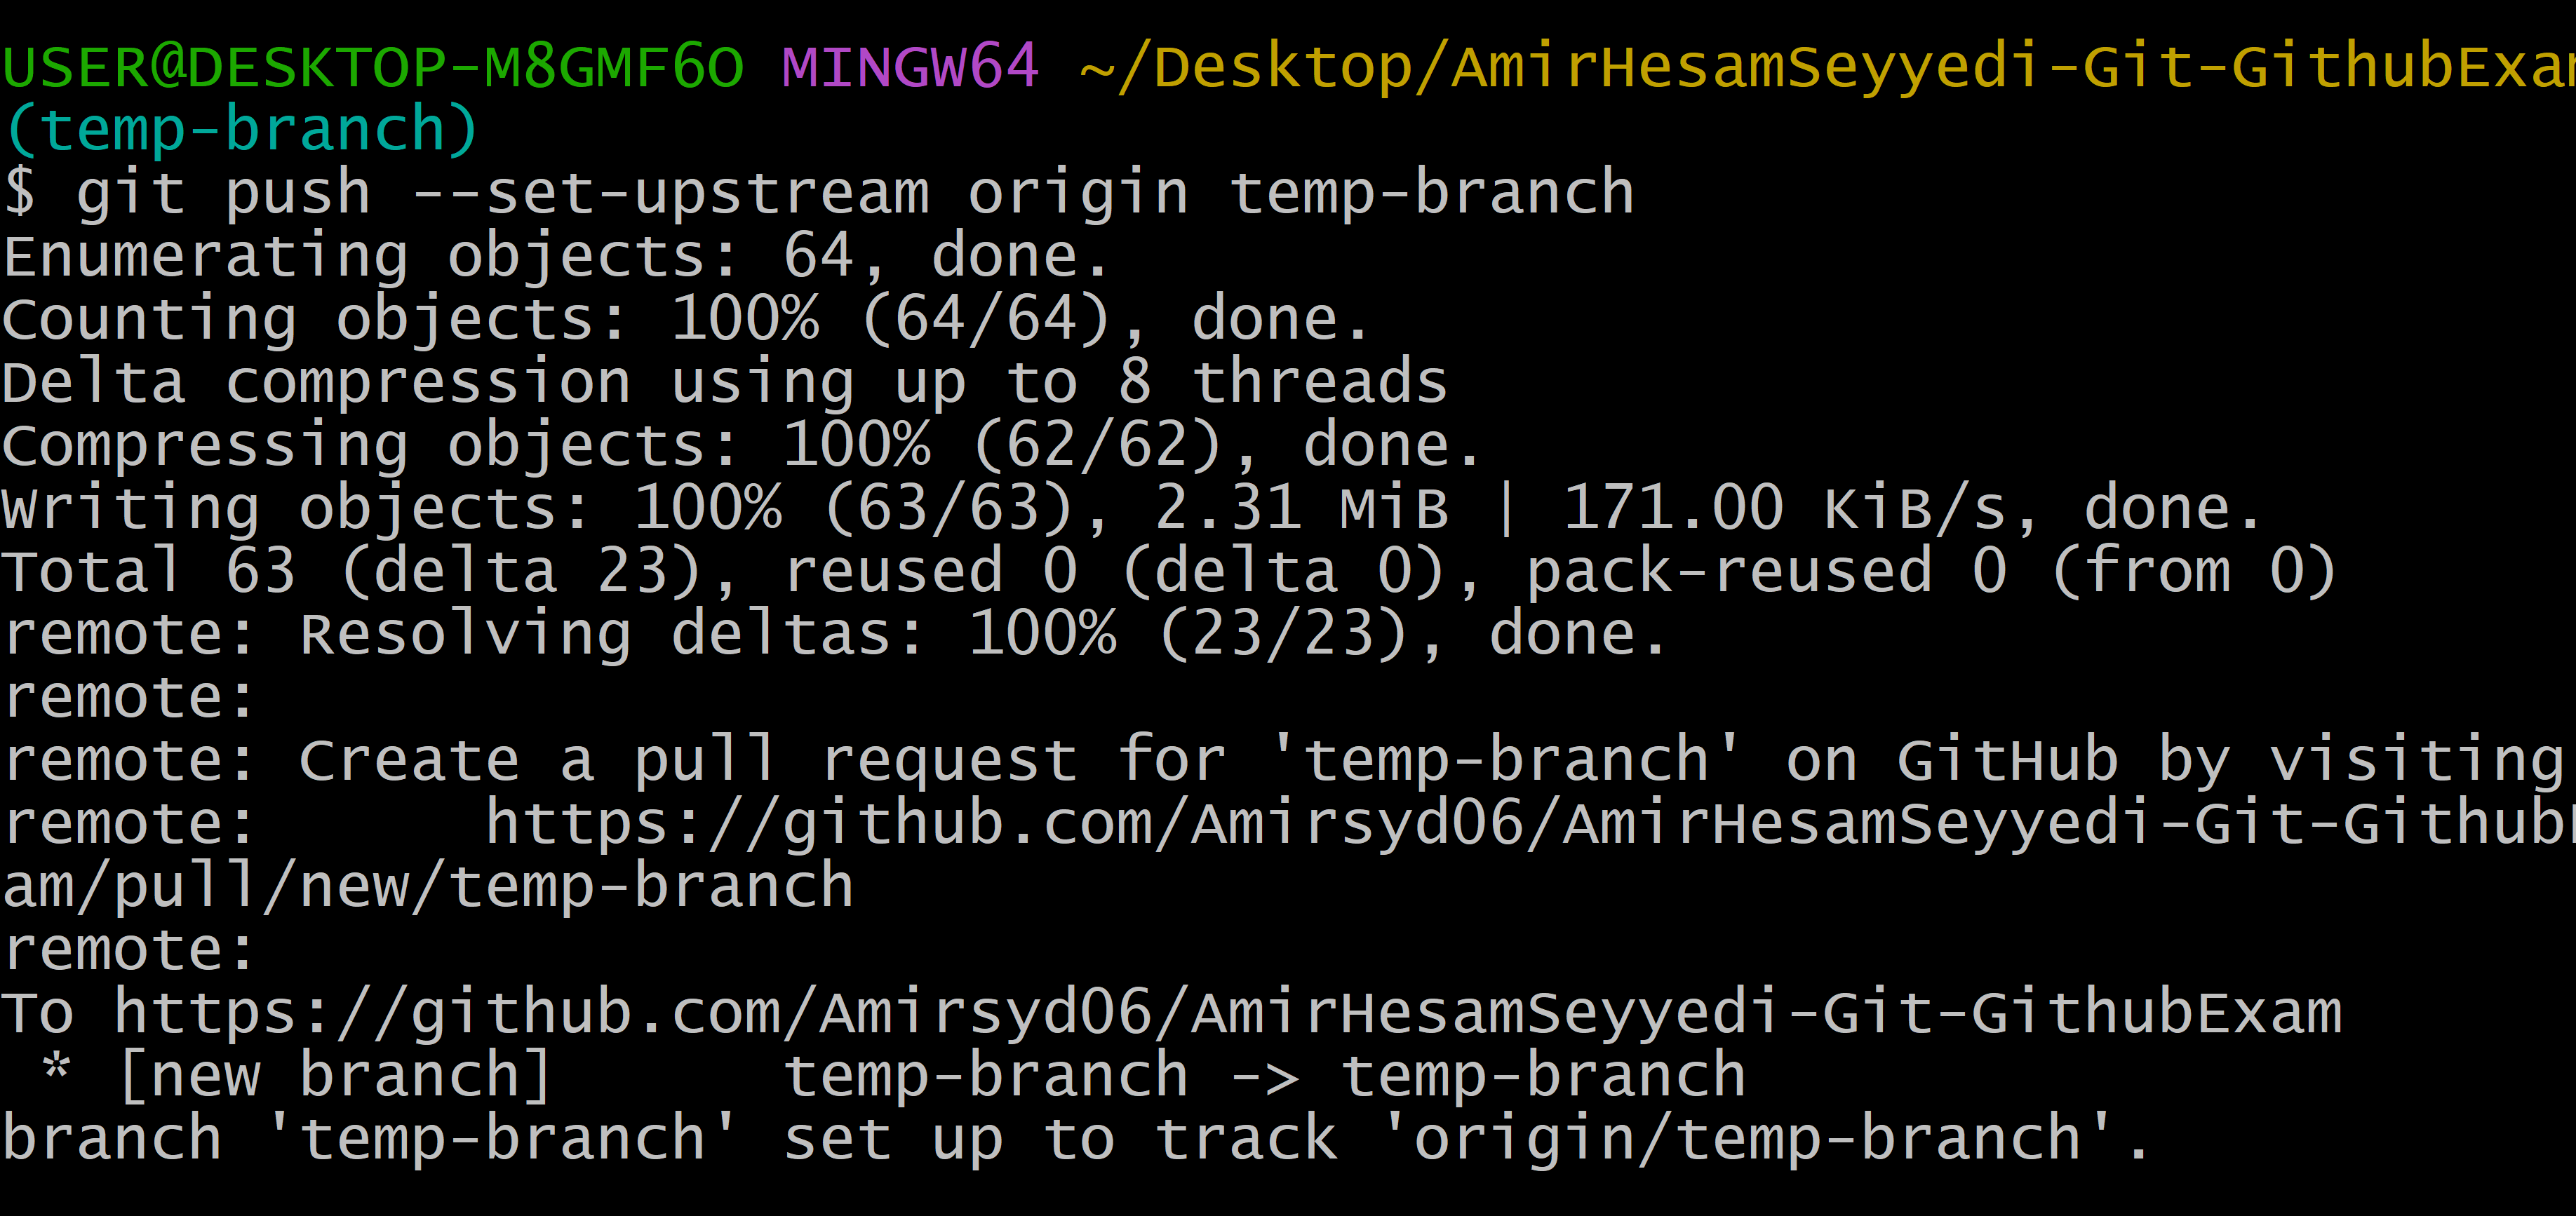 USER@DESKTOP-M8GMF6O MINGW64 ~/Desktop/AmirHesamSeyyedi-Git-GithubExam
(temp-branch)
$ git push --set-upstream origin temp-branch
Enumerating objects: 64, done.
Counting objects: 100% (64/64), done.
Delta compression using up to 8 threads
Compressing objects: 100% (62/62), done.
Writing objects: 100% (63/63), 2.31 MiB | 171.00 KiB/s, done.
Total 63 (delta 23), reused 0 (delta 0), pack-reused 0 (from 0)
remote: Resolving deltas: 100% (23/23), done.
remote:
remote: Create a pull request for 'temp-branch' on GitHub by visiting
remote:      https://github.com/Amirsyd06/AmirHesamSeyyedi-Git-Github
am/pull/new/temp-branch
remote:
To https://github.com/Amirsyd06/AmirHesamSeyyedi-Git-GithubExam
 * [new branch]      temp-branch -> temp-branch
branch 'temp-branch' set up to track 'origin/temp-branch'.